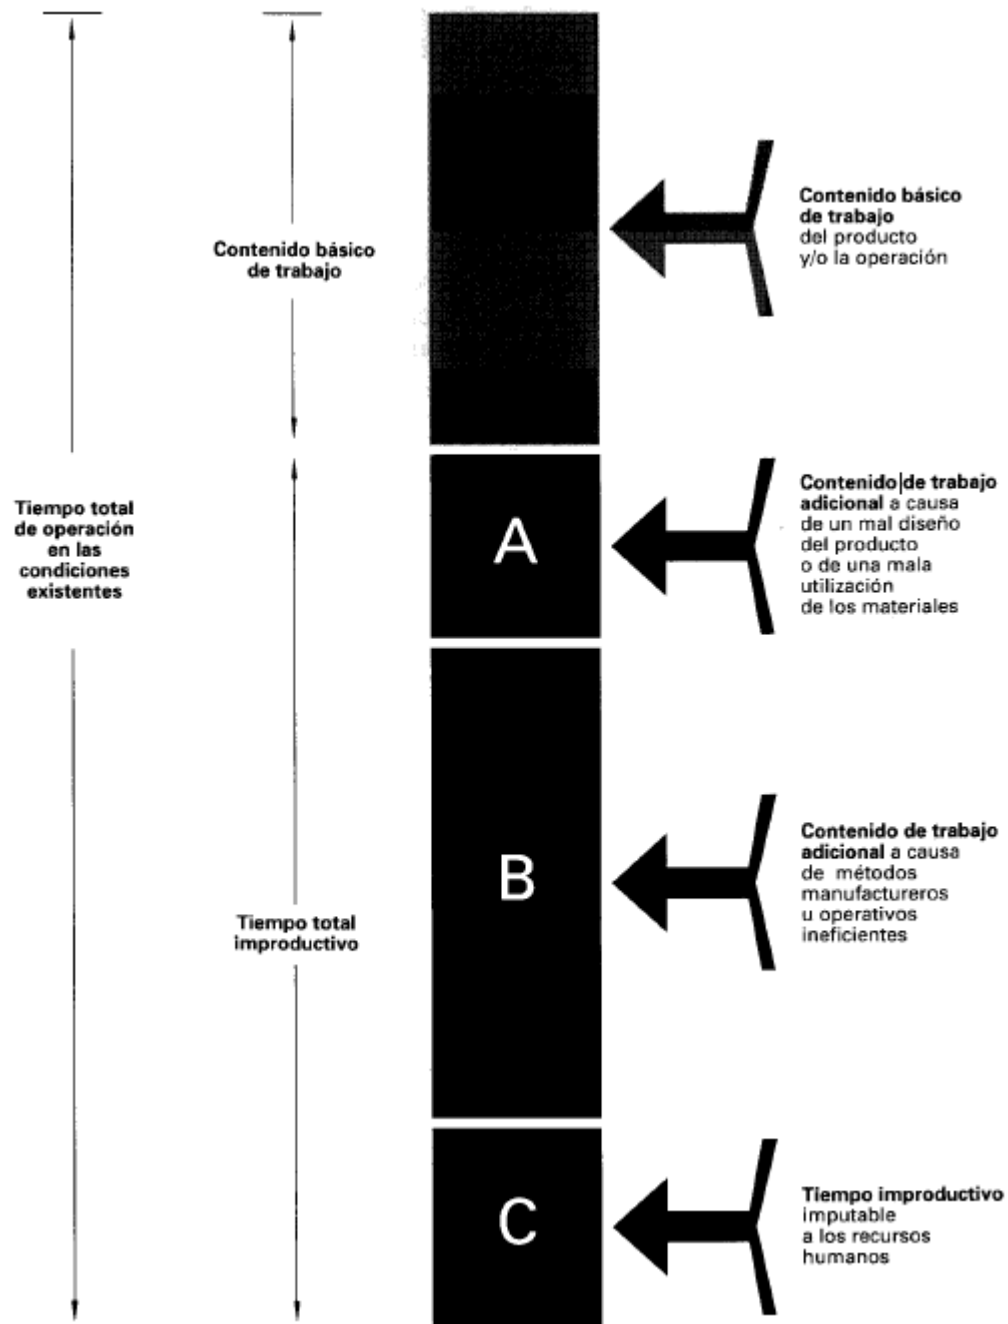 Contenido básico
de trabajo
del producto
y/o la operación
Contenido básico
de trabajo
Tiempo total
de operación
en las
condiciones
existentes
A
Contenido de trabajo
adicional a causa
de un mal diseño
del producto
o de una mala
utilización
de los materiales
B
Contenido de trabajo
adicional a causa
de métodos
manufactureros
u operativos
ineficientes
Tiempo total
improductivo
C
Tiempo improductivo
imputable
a los recursos
humanos